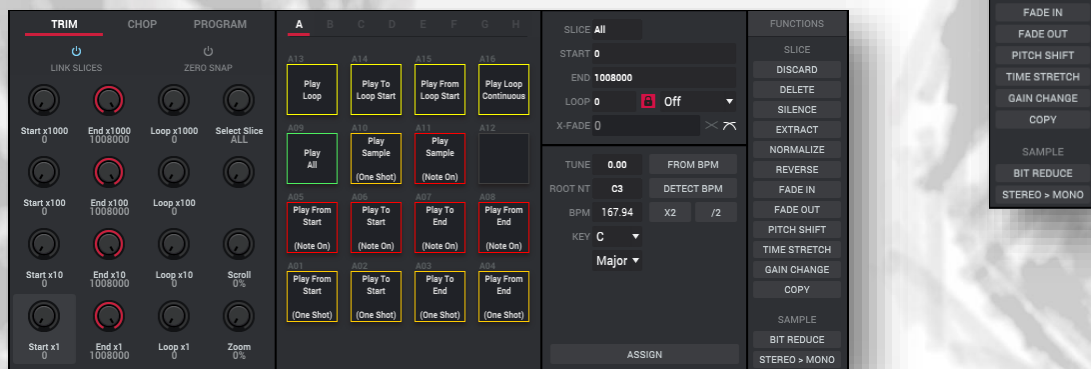 TRIM CHOP PROGRAM
LINK SLICES ZERO SNAP
Start x1000 End x1000 Loop x1000 Select Slice
0 1008000 0 ALL
Start x100 End x100 Loop x100
0 1008000 0
Start x10 End x10 Loop x10 Scroll
0 1008000 0 0%
Start x1 End x1 Loop x1 Zoom
0 1008000 0 0%
A B C D E F G H
A13 A14 A15 A16
Play Play To Play From Play Loop
Loop Loop Start Loop Start Continuous
A09 A10 A11 A12
Play Play Play
All Sample Sample
(One Shot) (Note On)
A05 A06 A07 A08
Play From Play To Play To Play From
Start Start End End
(Note On) (Note On) (Note On) (Note On)
A01 A02 A03 A04
Play From Play To Play To Play From
Start Start End End
(One Shot) (One Shot) (One Shot) (One Shot)
SLICE All
START 0
END 1008000
LOOP 0 Off
X-FADE 0
TUNE 0.00 FROM BPM
ROOT NT C3 DETECT BPM
BPM 167.94 X2 /2
KEY C
Major
ASSIGN
FUNCTIONS
SLICE
DISCARD
DELETE
SILENCE
EXTRACT
NORMALIZE
REVERSE
FADE IN
FADE OUT
PITCH SHIFT
TIME STRETCH
GAIN CHANGE
COPY
SAMPLE
BIT REDUCE
STEREO > MONO
FADE IN
FADE OUT
PITCH SHIFT
TIME STRETCH
GAIN CHANGE
COPY
SAMPLE
BIT REDUCE
STEREO > MONO